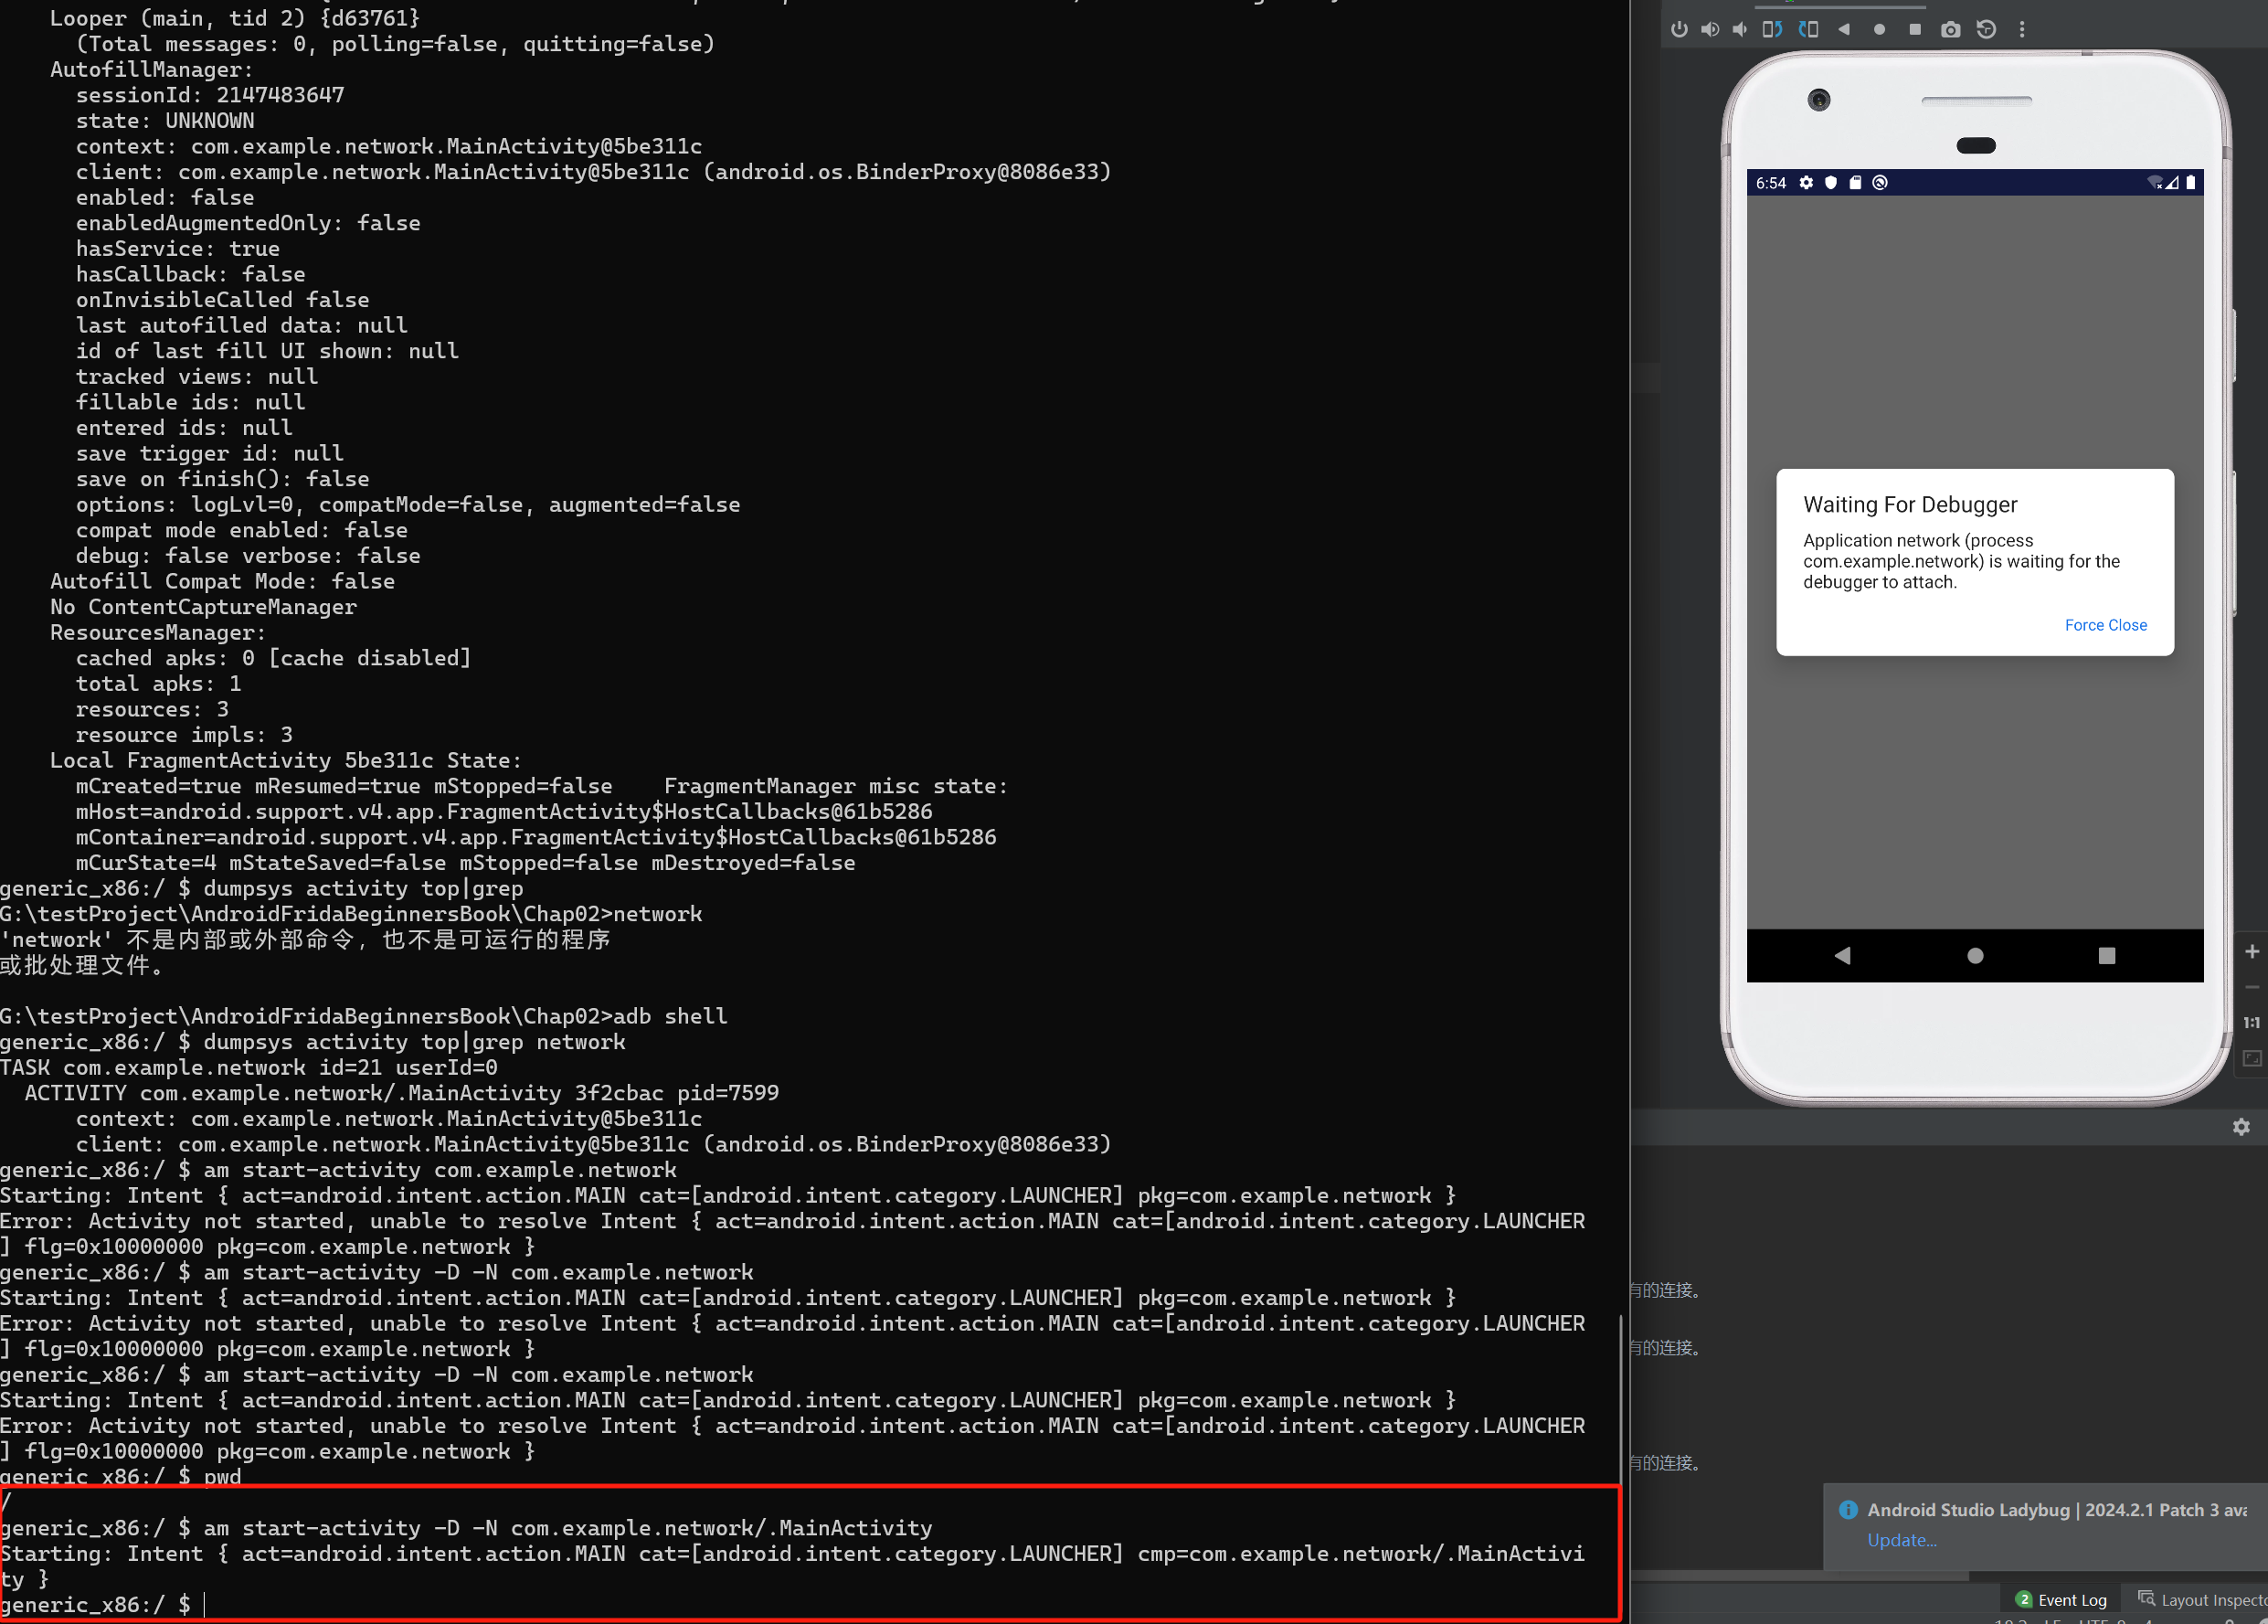 Looper (main, tid 2) {d63761}
(Total messages: 0, polling=false, quitting=false)
AutofillManager:
sessionId: 2147483647
state: UNKNOWN
context: com.example.network.MainActivity@5be311c
client: com.example.network.MainActivity@5be311c (android.os.BinderProxy@8086e33)
enabled: false
enabledAugmentedOnly: false
hasService: true
hasCallback: false
onInvisibleCalled false
last autofilled data: null
id of last fill UI shown: null
tracked views: null
fillable ids: null
entered ids: null
save trigger id: null
save on finish(): false
options: logLvl=0, compatMode=false, augmented=false
compat mode enabled: false
debug: false verbose: false
Autofill Compat Mode: false
No ContentCaptureManager
ResourcesManager:
cached apks: 0 [cache disabled]
total apks: 1
resources: 3
resource impls: 3
Local FragmentActivity 5be311c State:
mCreated=true mResumed=true mStopped=false    FragmentManager misc state:
mHost=android.support.v4.app.FragmentActivity$HostCallbacks@61b5286
mContainer=android.support.v4.app.FragmentActivity$HostCallbacks@61b5286
mCurState=4 mStateSaved=false mStopped=false mDestroyed=false
generic_x86:/ $ dumpsys activity top|grep
G:\testProject\AndroidFridaBeginnersBook\Chap02>network
'network' 不是内部或外部命令，也不是可运行的程序
或批处理文件。
G:\testProject\AndroidFridaBeginnersBook\Chap02>adb shell
generic_x86:/ $ dumpsys activity top|grep network
TASK com.example.network id=21 userId=0
ACTIVITY com.example.network/.MainActivity 3f2cbac pid=7599
context: com.example.network.MainActivity@5be311c
client: com.example.network.MainActivity@5be311c (android.os.BinderProxy@8086e33)
generic_x86:/ $ am start-activity com.example.network
Starting: Intent { act=android.intent.action.MAIN cat=[android.intent.category.LAUNCHER] pkg=com.example.network }
Error: Activity not started, unable to resolve Intent { act=android.intent.action.MAIN cat=[android.intent.category.LAUNCHER
] flg=0x10000000 pkg=com.example.network }
generic_x86:/ $ am start-activity -D -N com.example.network
Starting: Intent { act=android.intent.action.MAIN cat=[android.intent.category.LAUNCHER] pkg=com.example.network }
Error: Activity not started, unable to resolve Intent { act=android.intent.action.MAIN cat=[android.intent.category.LAUNCHER
] flg=0x10000000 pkg=com.example.network }
generic_x86:/ $ am start-activity -D -N com.example.network
Starting: Intent { act=android.intent.action.MAIN cat=[android.intent.category.LAUNCHER] pkg=com.example.network }
Error: Activity not started, unable to resolve Intent { act=android.intent.action.MAIN cat=[android.intent.category.LAUNCHER
] flg=0x10000000 pkg=com.example.network }
generic_x86:/ $ pwd
/
generic_x86:/ $ am start-activity -D -N com.example.network/.MainActivity
Starting: Intent { act=android.intent.action.MAIN cat=[android.intent.category.LAUNCHER] cmp=com.example.network/.MainActivi
ty }
generic_x86:/ $
6:54
Waiting For Debugger
Application network (process
com.example.network) is waiting for the
debugger to attach.
Force Close
1:1
有的连接。
有的连接。
有的连接。
Android Studio Ladybug | 2024.2.1 Patch 3
Update...
2 Event Log
Layout